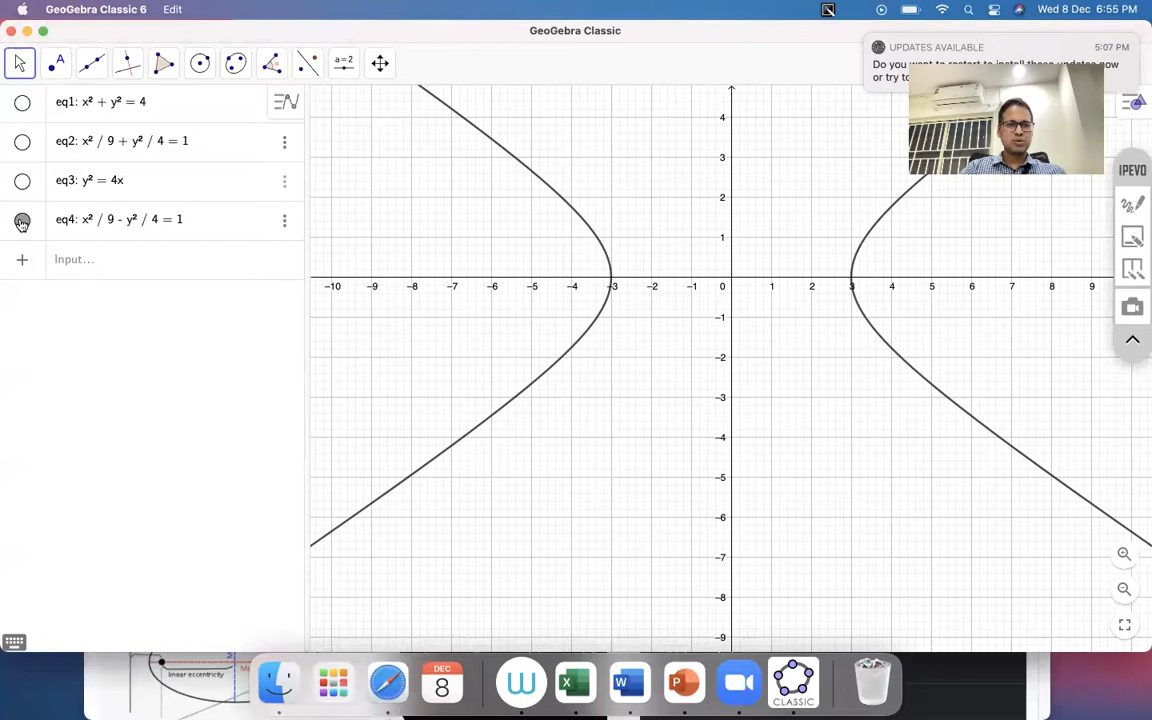 GeoGebra Classic 6 Edit Wed 8 Dec 6:55 PM
GeoGebra Classic
UPDATES AVAILABLE 5:07 PM
Do you want to restart to install these updates now
or try to
A
a=2
eq1: x² + y² = 4
eq2: x² / 9 + y² / 4 = 1
eq3: y² = 4x
eq4: x² / 9 - y² / 4 = 1
Input...
IPEVO
4
3
2
1
−10 −9 −8 −7 −6 −5 −4 −3 −2 −1 0 1 2 3 4 5 6 7 8 9
−1
−2
−3
−4
−5
−6
−7
−8
−9
linear eccentricity
DEC
8
W
X
W
P
CLASSIC